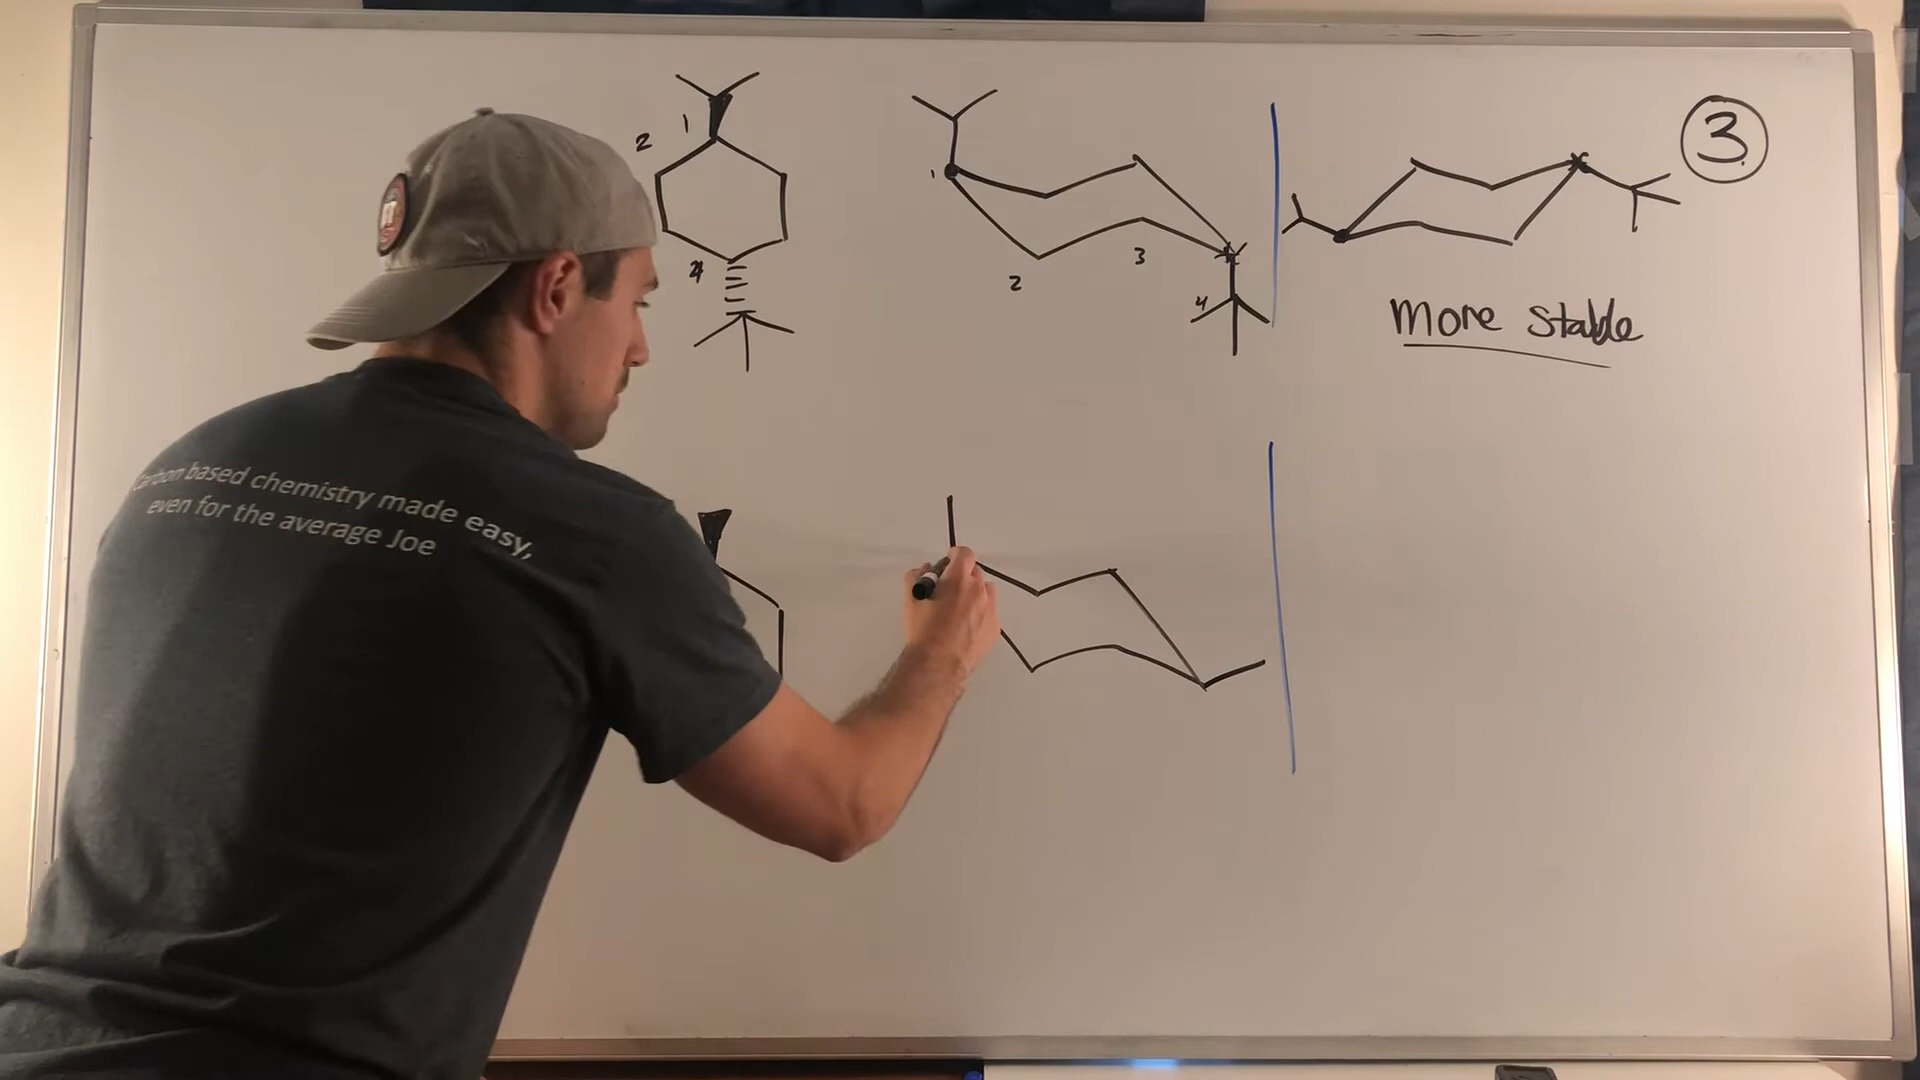 1
2
4
1
2
3
4
3
More stable
Carbon based chemistry made easy,
even for the average Joe